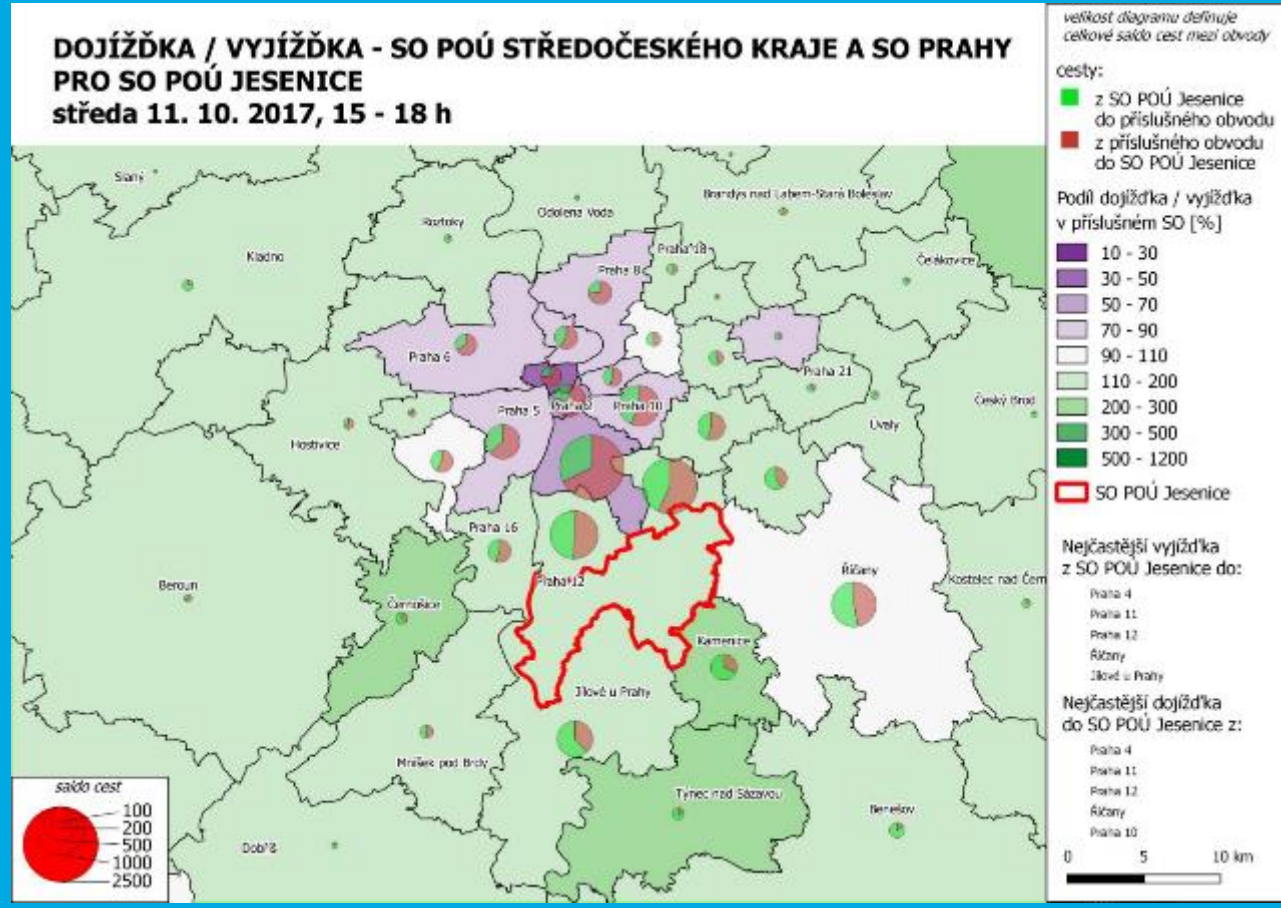 DOJÍŽĎKA / VYJÍŽĎKA - SO POÚ STŘEDOČESKÉHO KRAJE A SO PRAHY
PRO SO POÚ JESENICE
středa 11. 10. 2017, 15 - 18 h
velikost diagramu definuje
celkové saldo cest mezi obvody
cesty:
z SO POÚ Jesenice
do příslušného obvodu
z příslušného obvodu
do SO POÚ Jesenice
Podíl dojížďka / vyjížďka
v příslušném SO [%]
10 - 30
30 - 50
50 - 70
70 - 90
90 - 110
110 - 200
200 - 300
300 - 500
500 - 1200
SO POÚ Jesenice
Nejčastější vyjížďka
z SO POÚ Jesenice do:
Praha 4
Praha 11
Praha 12
Říčany
Jílové u Prahy
Nejčastější dojížďka
do SO POÚ Jesenice z:
Praha 4
Praha 11
Praha 12
Říčany
Praha 10
0 5 10 km
Slaný
Brandýs nad Labem-Stará Boleslav
Roztoky
Odolena Voda
Kladno
Praha 18
Praha 8
Čelákovice
Praha 6
Praha 21
Praha 5
Praha 2
Praha 10
Český Brod
Úvaly
Hostivice
Praha 16
Beroun
Praha 12
Říčany
Kostelec nad Čern
Černošice
Kamenice
Jílové u Prahy
Mníšek pod Brdy
Týnec nad Sázavou
Benešov
Dobříš
saldo cest
100
200
500
1000
2500